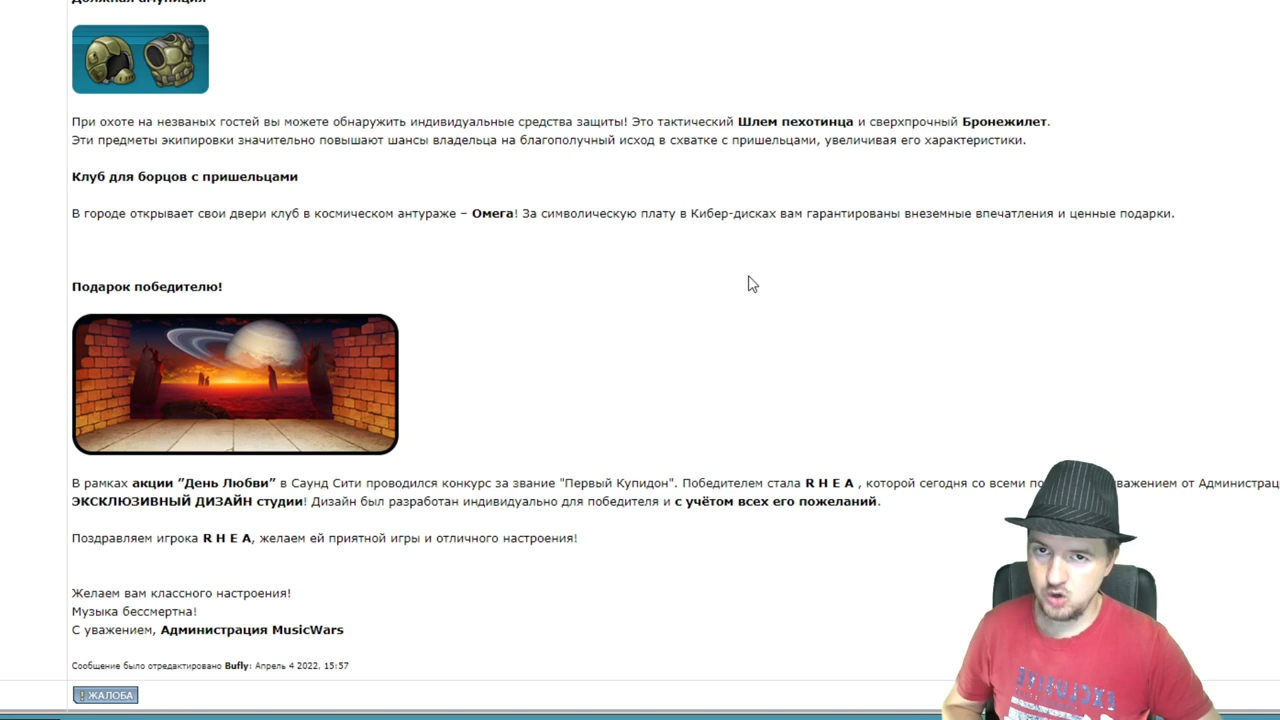 Должная амуниция
При охоте на незваных гостей вы можете обнаружить индивидуальные средства защиты! Это тактический Шлем пехотинца и сверхпрочный Бронежилет.
Эти предметы экипировки значительно повышают шансы владельца на благополучный исход в схватке с пришельцами, увеличивая его характеристики.
Клуб для борцов с пришельцами
В городе открывает свои двери клуб в космическом антураже – Омега! За символическую плату в Кибер-дисках вам гарантированы внеземные впечатления и ценные подарки.
Подарок победителю!
В рамках акции ”День Любви” в Саунд Сити проводился конкурс за звание "Первый Купидон". Победителем стала R H E A , которой сегодня со всеми уважением от
ЭКСКЛЮЗИВНЫЙ ДИЗАЙН студии! Дизайн был разработан индивидуально для победителя и с учётом всех его пожеланий.
Поздравляем игрока R H E A, желаем ей приятной игры и отличного настроения!
Желаем вам классного настроения!
Музыка бессмертна!
С уважением, Администрация MusicWars
Сообщение было отредактировано Bufly: Апрель 4 2022, 15:57
! ЖАЛОБА
EXCLUSIVE